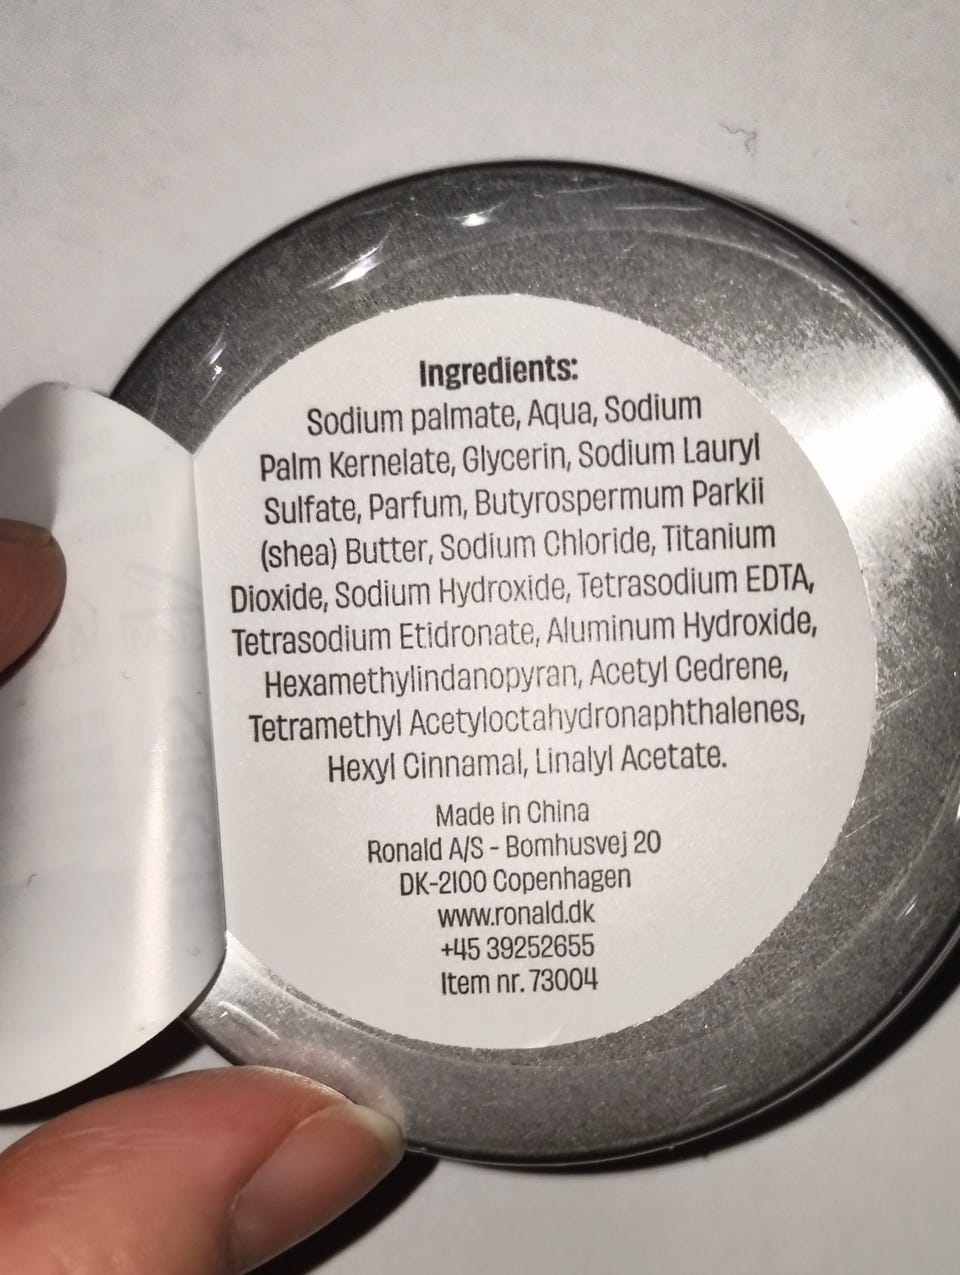 Ingredients:
Sodium palmate, Aqua, Sodium
Palm Kernelate, Glycerin, Sodium Lauryl
Sulfate, Parfum, Butyrospermum Parkii
(shea) Butter, Sodium Chloride, Titanium
Dioxide, Sodium Hydroxide, Tetrasodium EDTA,
Tetrasodium Etidronate, Aluminum Hydroxide,
Hexamethylindanopyran, Acetyl Cedrene,
Tetramethyl Acetyloctahydronaphthalenes,
Hexyl Cinnamal, Linalyl Acetate.
Made in China
Ronald A/S - Bomhusvej 20
DK-2100 Copenhagen
www.ronald.dk
+45 39252655
Item nr. 73004